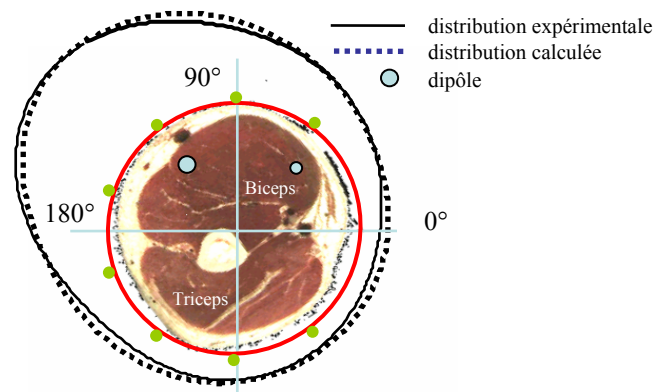 distribution expérimentale
distribution calculée
dipôle
90°
Biceps
180°
0°
Triceps